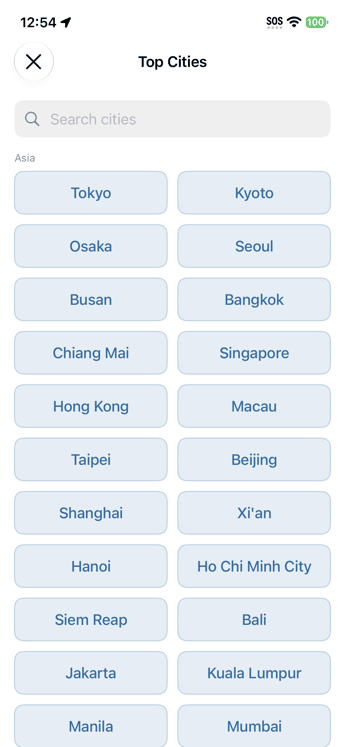 12:54
SOS
100
Top Cities
Search cities
Asia
Tokyo
Kyoto
Osaka
Seoul
Busan
Bangkok
Chiang Mai
Singapore
Hong Kong
Macau
Taipei
Beijing
Shanghai
Xi'an
Hanoi
Ho Chi Minh City
Siem Reap
Bali
Jakarta
Kuala Lumpur
Manila
Mumbai